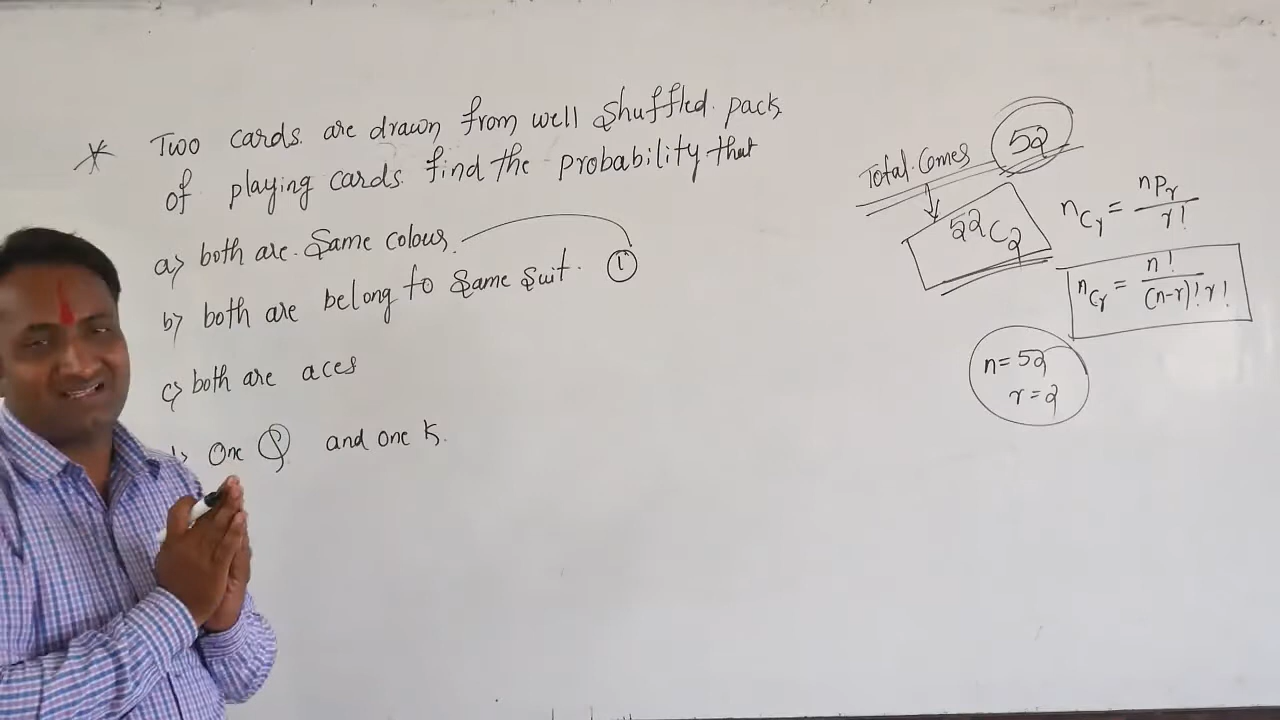 Two cards are drawn from well shuffled pack
of playing cards find the probability that
a) both are same colour
b) both are belong to same suit. ①
c) both are aces
One Q and one K.
Total comes 52
52C2
nCr = nPr / r!
nCr = n! / (n-r)! r!
n = 52
r = 2